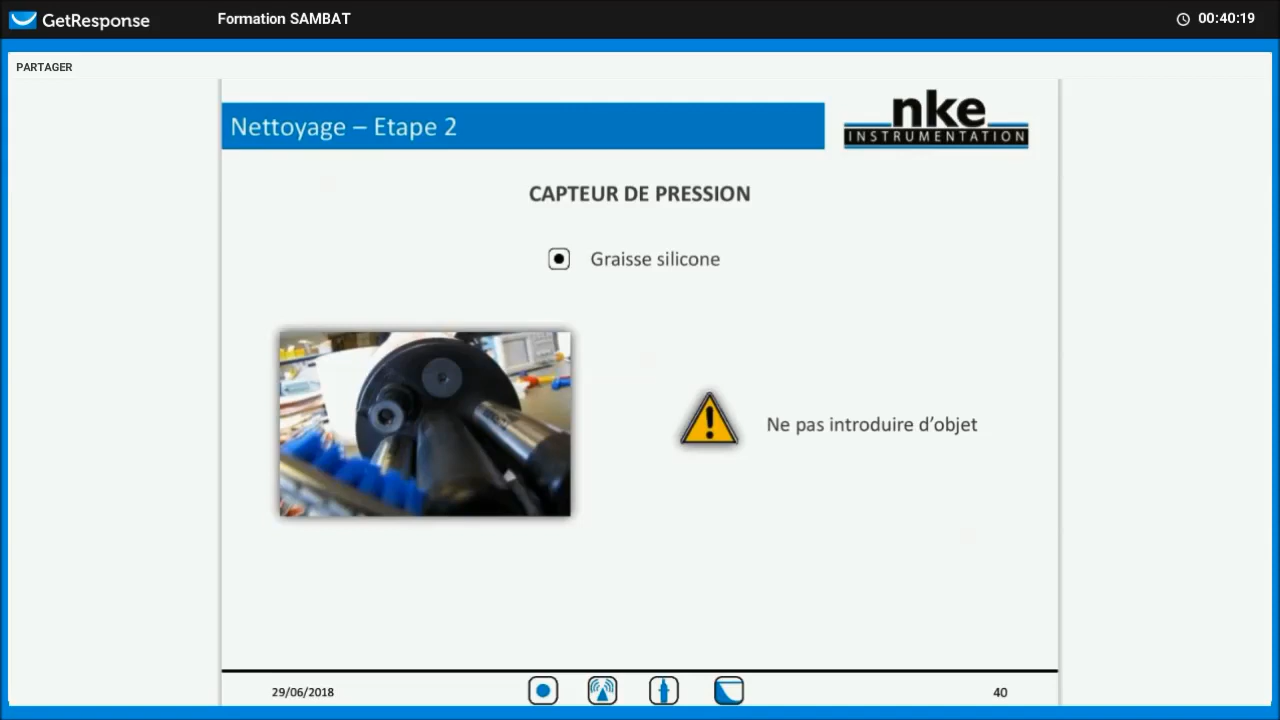 GetResponse
Formation SAMBAT
00:40:19
PARTAGER
Nettoyage – Etape 2
nke
INSTRUMENTATION
CAPTEUR DE PRESSION
Graisse silicone
Ne pas introduire d’objet
29/06/2018
40